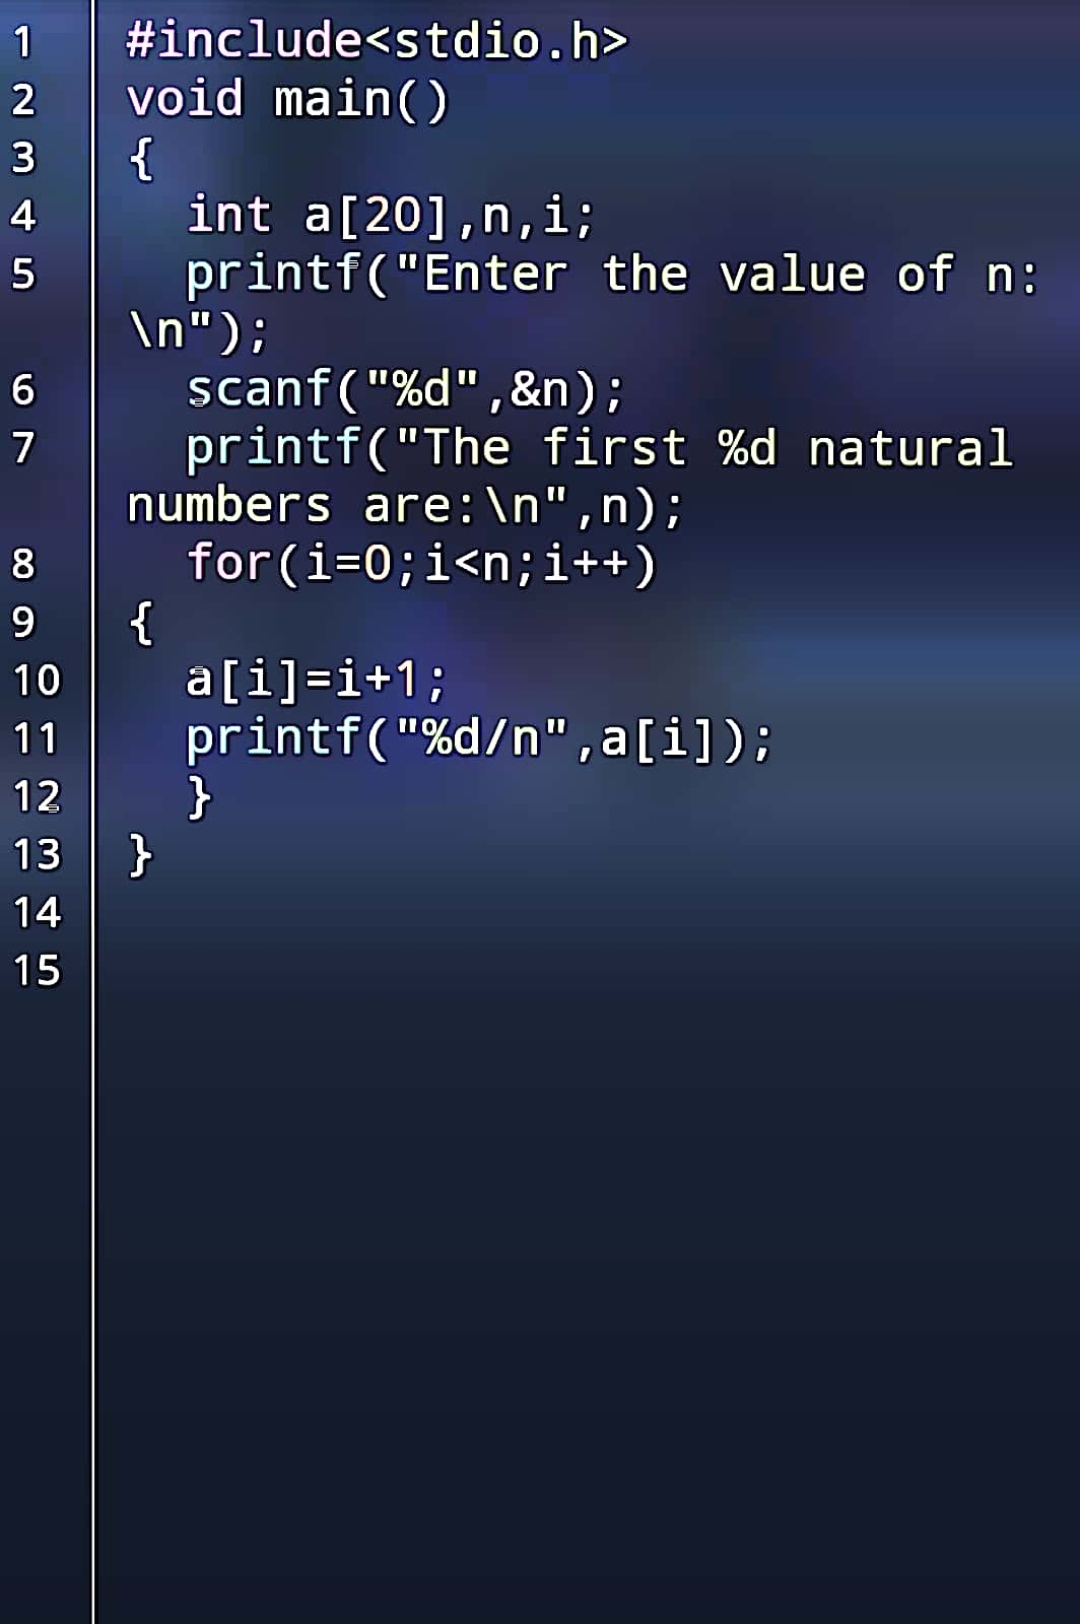 1 #include<stdio.h>
2 void main()
3 {
4 int a[20],n,i;
5 printf("Enter the value of n:
\n");
6 scanf("%d",&n);
7 printf("The first %d natural
numbers are:\n",n);
8 for(i=0;i<n;i++)
9 {
10 a[i]=i+1;
11 printf("%d/n",a[i]);
12 }
13 }
14
15